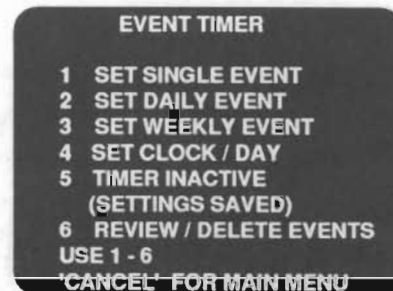 EVENT TIMER
1 SET SINGLE EVENT
2 SET DAILY EVENT
3 SET WEEKLY EVENT
4 SET CLOCK / DAY
5 TIMER INACTIVE
(SETTINGS SAVED)
6 REVIEW / DELETE EVENTS
USE 1 - 6
'CANCEL' FOR MAIN MENU